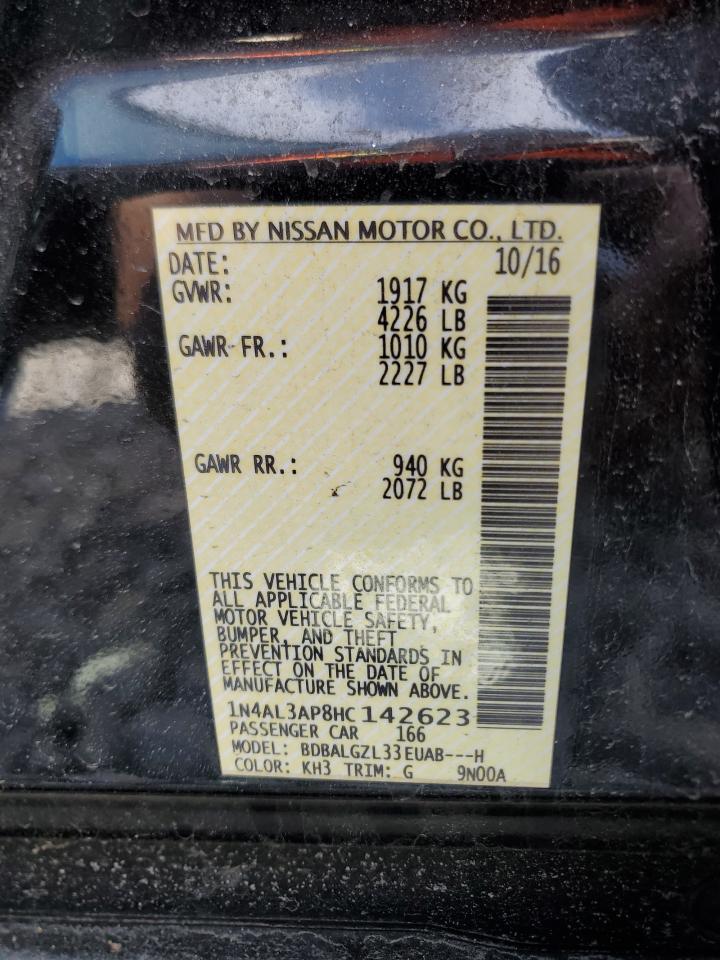 MFD BY NISSAN MOTOR CO., LTD.
DATE: 10/16
GVWR: 1917 KG
4226 LB
GAWR FR.: 1010 KG
2227 LB
GAWR RR.: 940 KG
2072 LB
THIS VEHICLE CONFORMS TO
ALL APPLICABLE FEDERAL
MOTOR VEHICLE SAFETY,
BUMPER, AND THEFT
PREVENTION STANDARDS IN
EFFECT ON THE DATE OF
MANUFACTURE SHOWN ABOVE.
1N4AL3AP8HC142623
PASSENGER CAR 166
MODEL: BDBALGZL33EUAB---H
COLOR: KH3 TRIM: G 9N00A